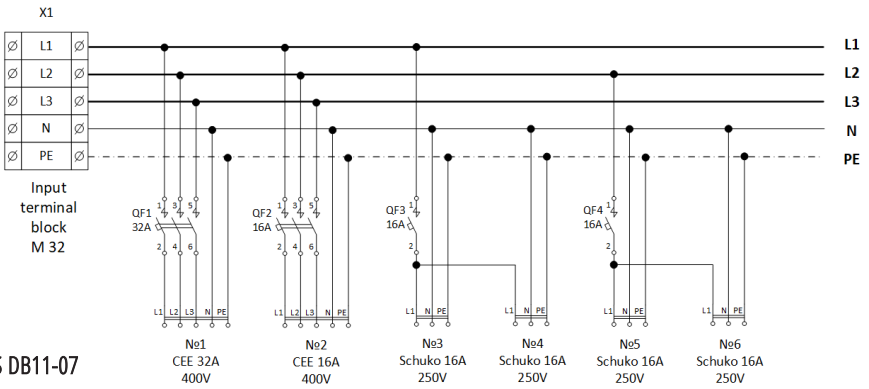 X1
L1
L1
L2
L2
L3
L3
N
N
PE
PE
Input
terminal
block
M 32
QF1
32A
1 3 5
2 4 6
QF2
16A
1 3 5
2 4 6
QF3
16A
1
2
QF4
16A
1
2
L1 L2 L3 N PE
L1 L2 L3 N PE
L1 N PE
L1 N PE
L1 N PE
L1 N PE
№1
CEE 32A
400V
№2
CEE 16A
400V
№3
Schuko 16A
250V
№4
Schuko 16A
250V
№5
Schuko 16A
250V
№6
Schuko 16A
250V
DB11-07